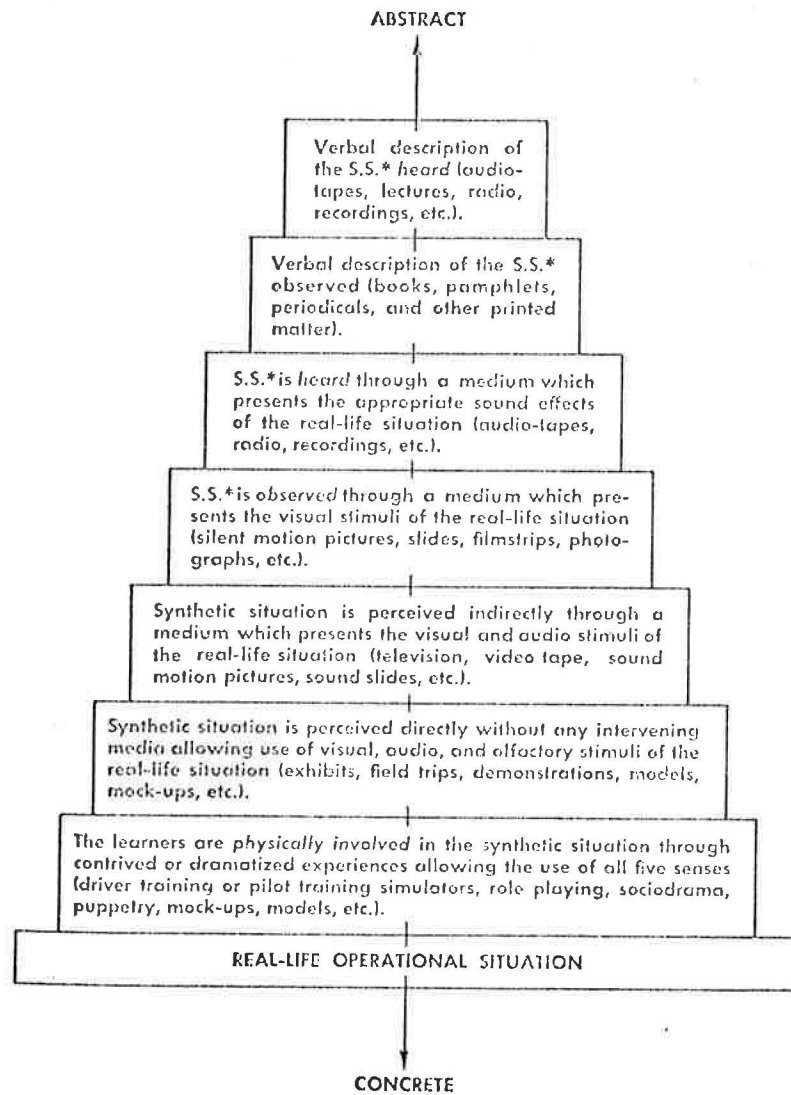 ABSTRACT
Verbal description of
the S.S.* heard (audio-
tapes, lectures, radio,
recordings, etc.).
Verbal description of the S.S.*
observed (books, pamphlets,
periodicals, and other printed
matter).
S.S.* is heard through a medium which
presents the appropriate sound effects
of the real-life situation (audio-tapes,
radio, recordings, etc.).
S.S.* is observed through a medium which pre-
sents the visual stimuli of the real-life situation
(silent motion pictures, slides, filmstrips, photo-
graphs, etc.).
Synthetic situation is perceived indirectly through a
medium which presents the visual and audio stimuli of
the real-life situation (television, video tape, sound
motion pictures, sound slides, etc.).
Synthetic situation is perceived directly without any intervening
media allowing use of visual, audio, and olfactory stimuli of the
real-life situation (exhibits, field trips, demonstrations, models,
mock-ups, etc.).
The learners are physically involved in the synthetic situation through
contrived or dramatized experiences allowing the use of all five senses
(driver training or pilot training simulators, role playing, sociodrama,
puppetry, mock-ups, models, etc.).
REAL-LIFE OPERATIONAL SITUATION
CONCRETE